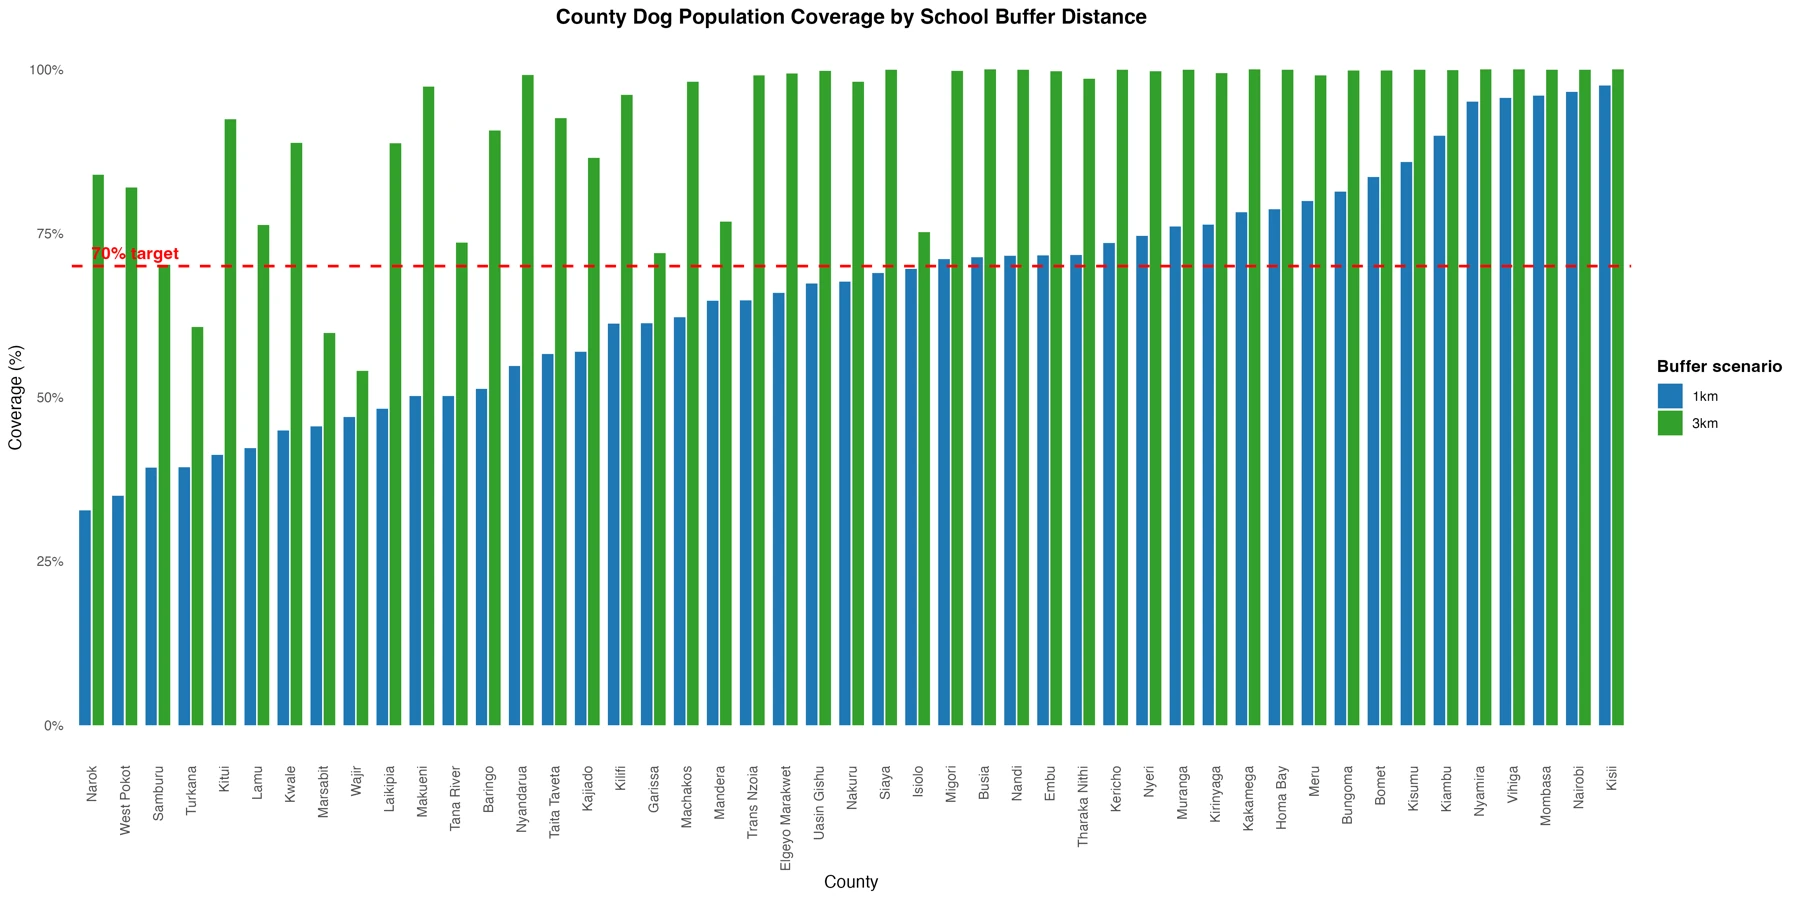 County Dog Population Coverage by School Buffer Distance
100%
75%
50%
25%
0%
Coverage (%)
70% target
Narok
West Pokot
Samburu
Turkana
Kitui
Lamu
Kwale
Marsabit
Wajir
Laikipia
Makueni
Tana River
Baringo
Nyandarua
Taita Taveta
Kajiado
Kilifi
Garissa
Machakos
Mandera
Trans Nzoia
Elgeyo Marakwet
Uasin Gishu
Nakuru
Siaya
Isiolo
Migori
Busia
Nandi
Embu
Tharaka Nithi
Kericho
Nyeri
Muranga
Kirinyaga
Kakamega
Homa Bay
Meru
Bungoma
Bomet
Kisumu
Kiambu
Nyamira
Vihiga
Mombasa
Nairobi
Kisii
County
Buffer scenario
1km
3km